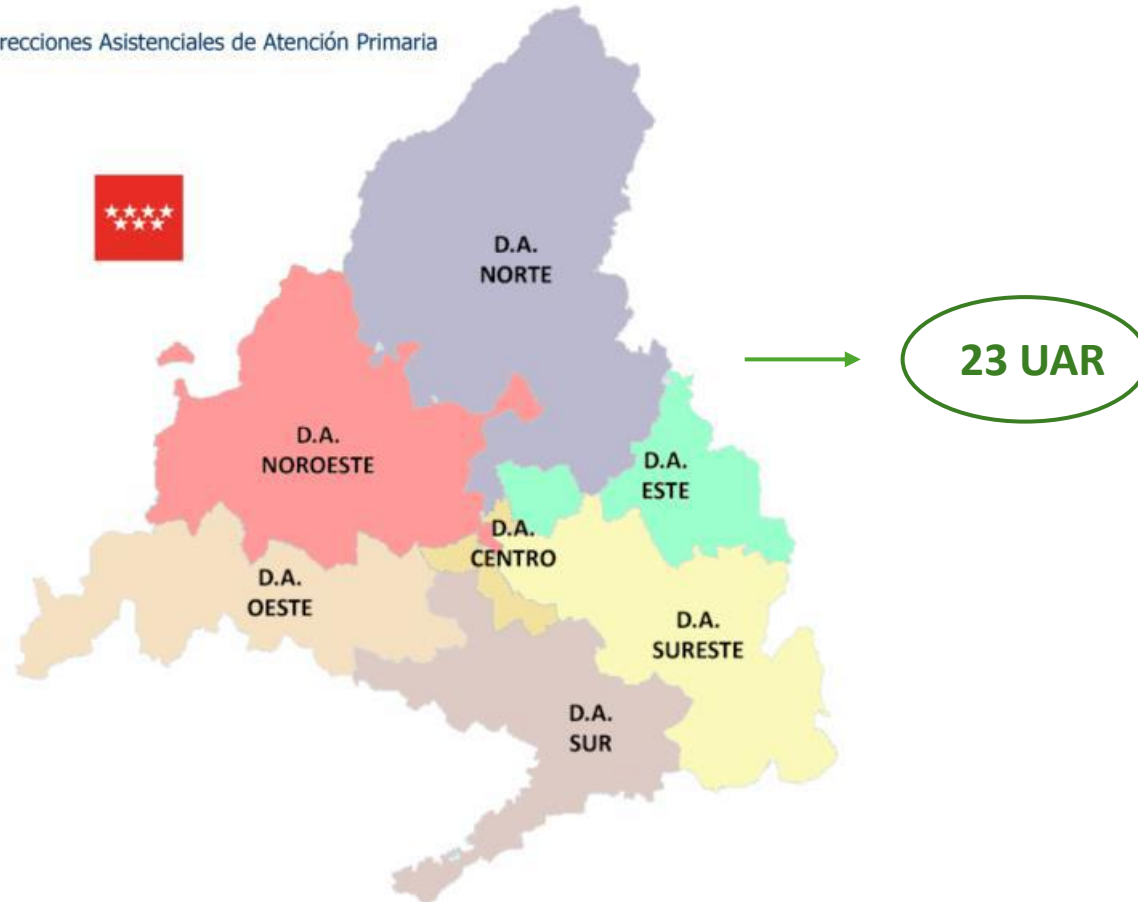 recciones Asistenciales de Atención Primaria
D.A.
NORTE
23 UAR
D.A.
NOROESTE
D.A.
ESTE
D.A.
CENTRO
D.A.
OESTE
D.A.
SURESTE
D.A.
SUR